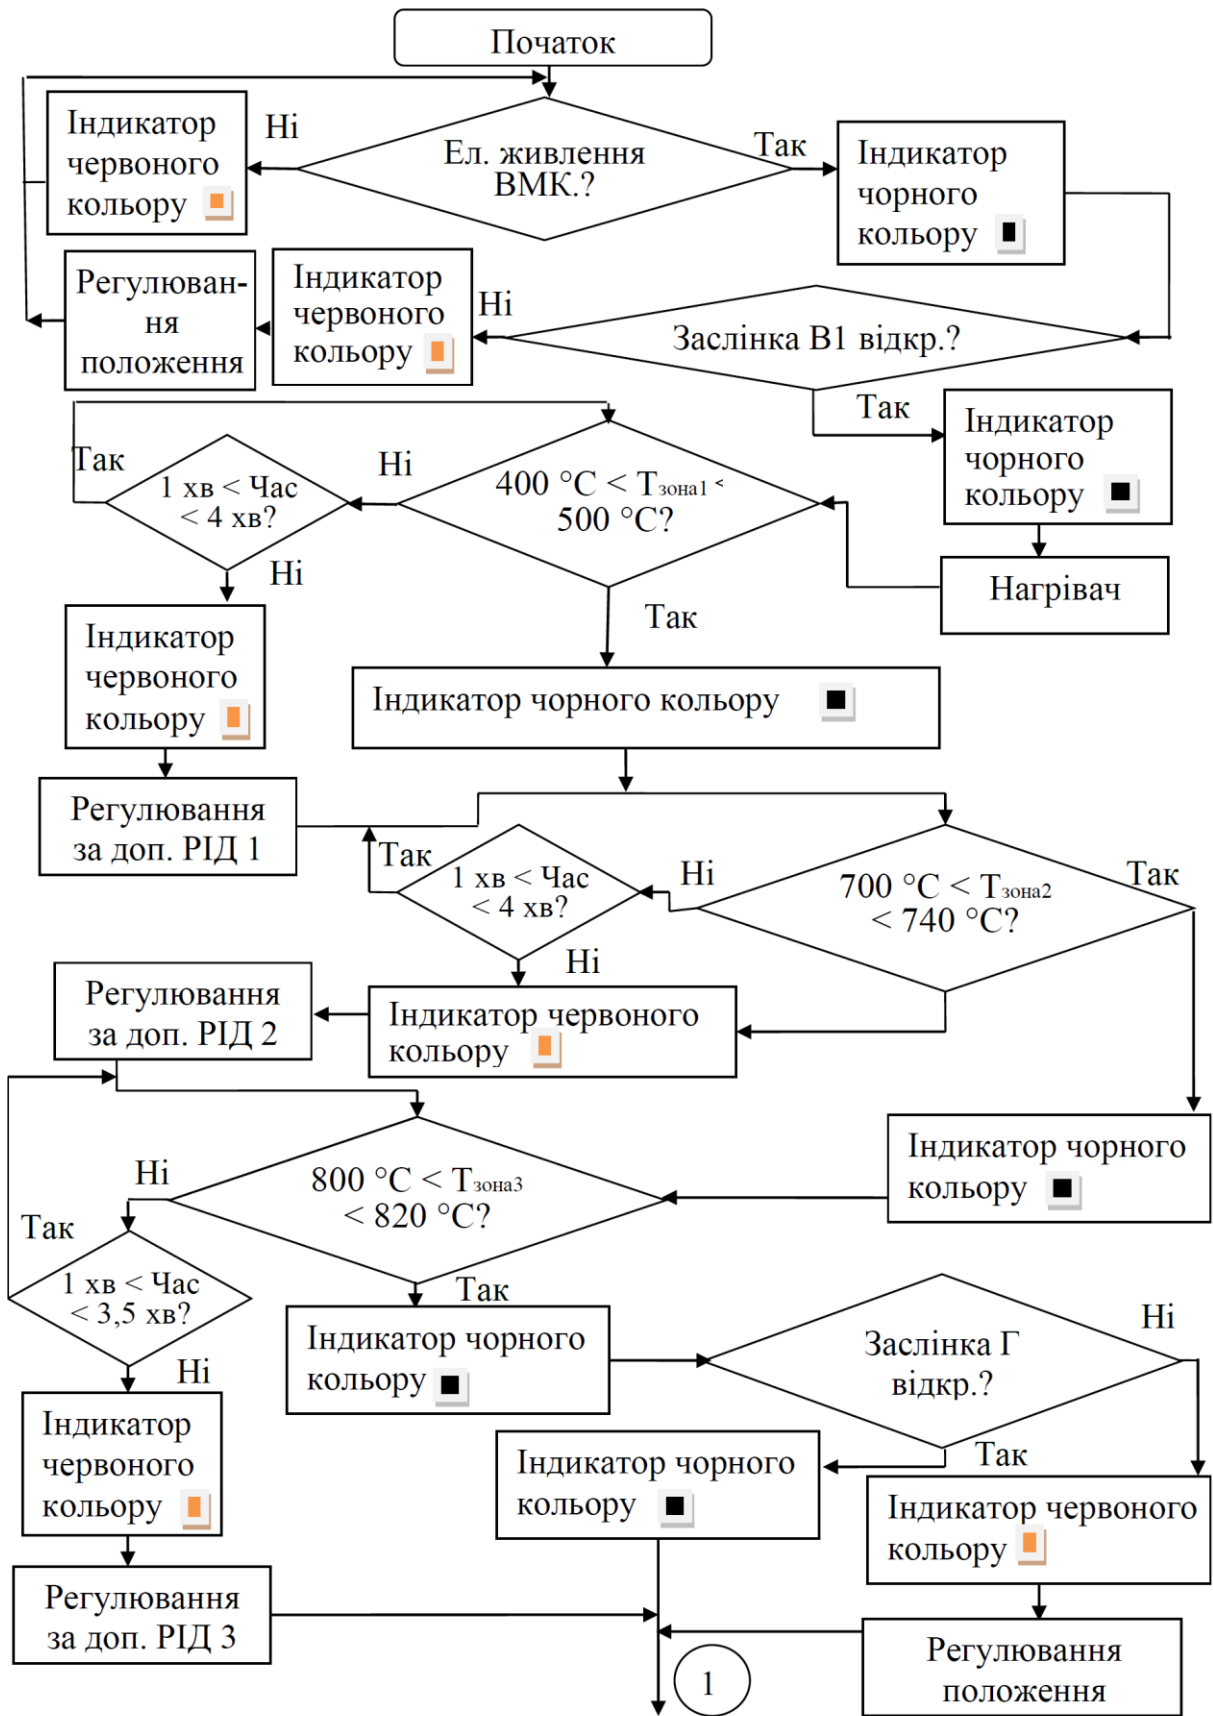 Початок
Ні
Ел. живлення
ВМК.?
Так
Індикатор
червоного
кольору
Індикатор
чорного
кольору
Регулюван-
ня
положення
Індикатор
червоного
кольору
Ні
Заслінка В1 відкр.?
Так
Індикатор
чорного
кольору
Так
1 хв < Час
< 4 хв?
Ні
400 °C < Тзона1 <
500 °C?
Ні
Нагрівач
Так
Індикатор
червоного
кольору
Індикатор чорного кольору
Регулювання
за доп. РІД 1
Так
1 хв < Час
< 4 хв?
Ні
700 °C < Тзона2
< 740 °C?
Так
Ні
Регулювання
за доп. РІД 2
Індикатор червоного
кольору
Ні
800 °C < Тзона3
< 820 °C?
Індикатор чорного
кольору
Так
1 хв < Час
< 3,5 хв?
Так
Ні
Індикатор чорного
кольору
Заслінка Г
відкр.?
Ні
Індикатор
червоного
кольору
Індикатор чорного
кольору
Так
Індикатор червоного
кольору
Регулювання
за доп. РІД 3
1
Регулювання
положення